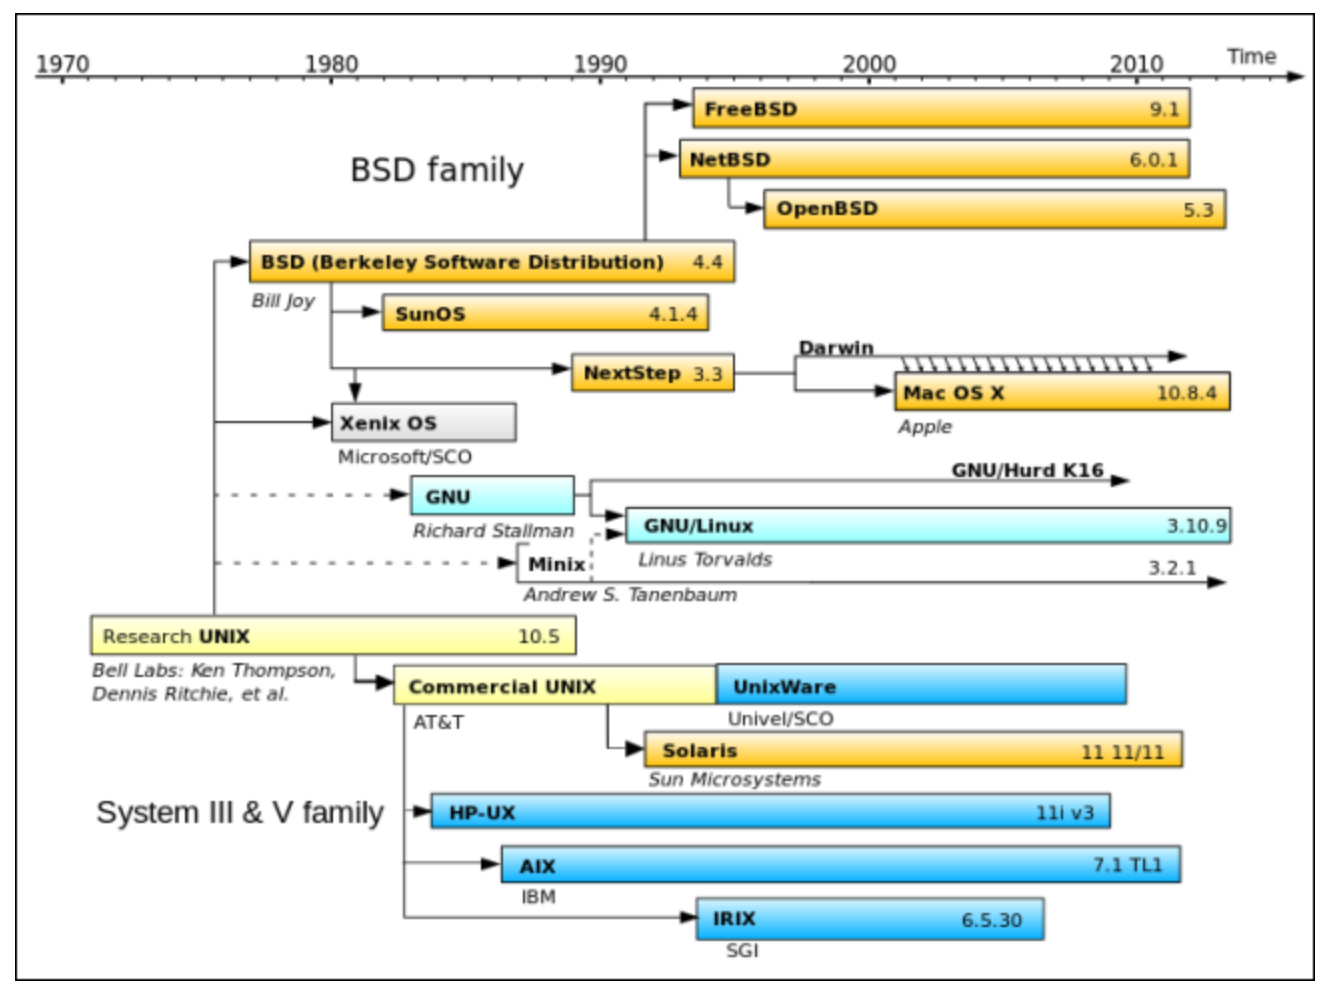 1970 1980 1990 2000 2010 Time
FreeBSD 9.1
BSD family
NetBSD 6.0.1
OpenBSD 5.3
BSD (Berkeley Software Distribution) 4.4
Bill Joy
SunOS 4.1.4
Darwin
NextStep 3.3
Mac OS X 10.8.4
Apple
Xenix OS
Microsoft/SCO
GNU/Hurd K16
GNU
Richard Stallman
GNU/Linux 3.10.9
Linus Torvalds
Minix 3.2.1
Andrew S. Tanenbaum
Research UNIX 10.5
Bell Labs: Ken Thompson,
Dennis Ritchie, et al.
Commercial UNIX
AT&T
UnixWare
Univel/SCO
Solaris 11 11/11
Sun Microsystems
System III & V family
HP-UX 11i v3
AIX 7.1 TL1
IBM
IRIX 6.5.30
SGI